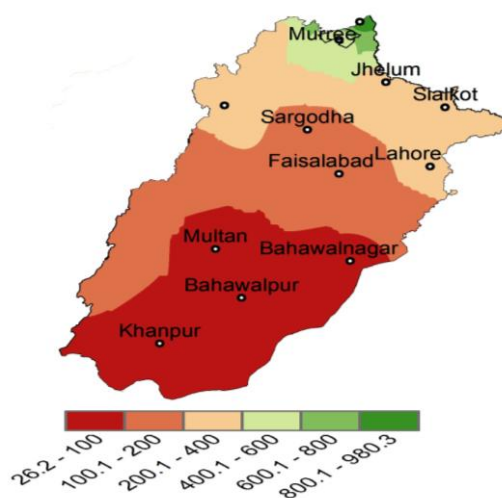 Murree
Jhelum
Sialkot
Sargodha
Lahore
Faisalabad
Multan
Bahawalnagar
Bahawalpur
Khanpur
26.2 - 100
100.1 - 200
200.1 - 400
400.1 - 600
600.1 - 800
800.1 - 980.3